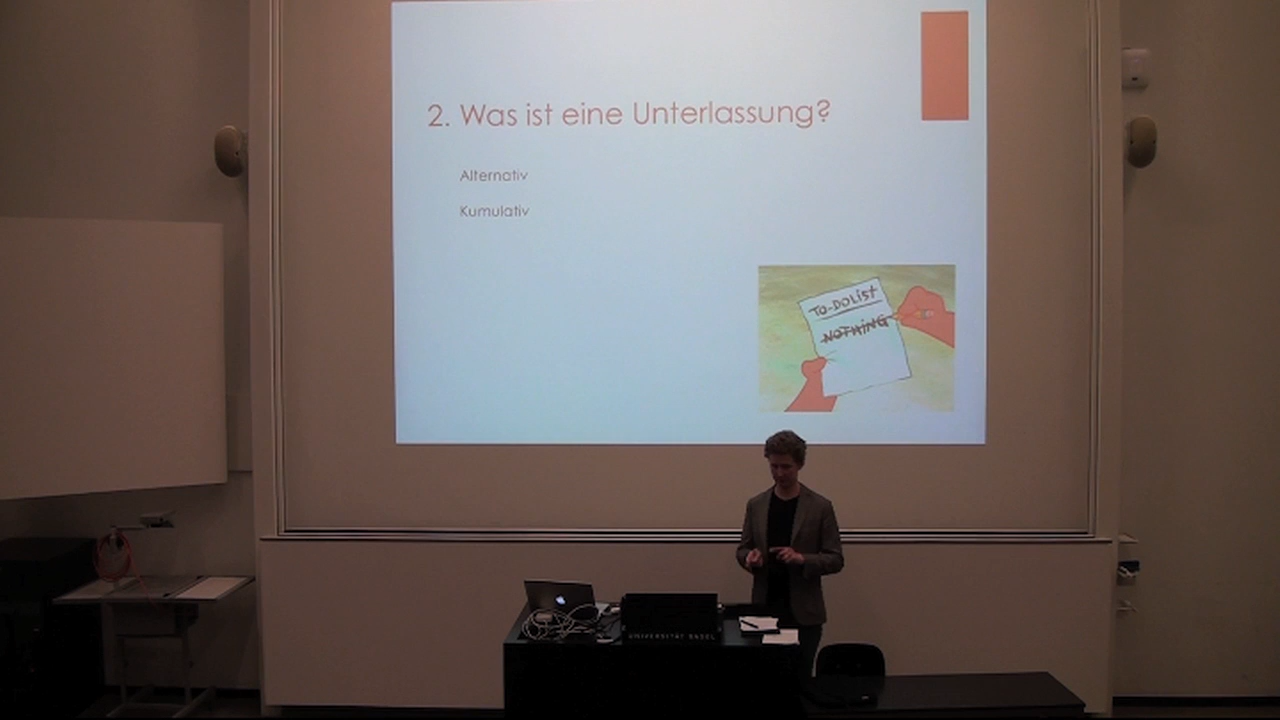 2. Was ist eine Unterlassung?
Alternativ
Kumulativ
TO-DO LIST
NOTHING
UNIVERSITÄT BASEL